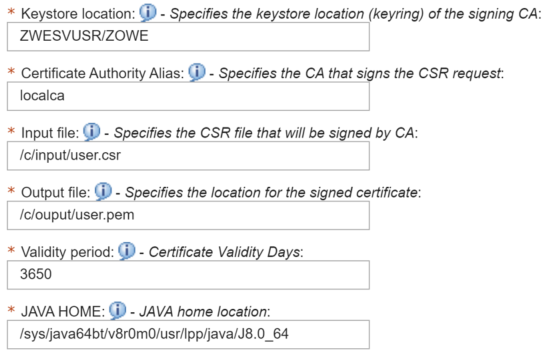 * Keystore location: - Specifies the keystore location (keyring) of the signing CA:
ZWESVUSR/ZOWE
* Certificate Authority Alias: - Specifies the CA that signs the CSR request:
localca
* Input file: - Specifies the CSR file that will be signed by CA:
/c/input/user.csr
* Output file: - Specifies the location for the signed certificate:
/c/ouput/user.pem
* Validity period: - Certificate Validity Days:
3650
* JAVA HOME: - JAVA home location:
/sys/java64bt/v8r0m0/usr/lpp/java/J8.0_64